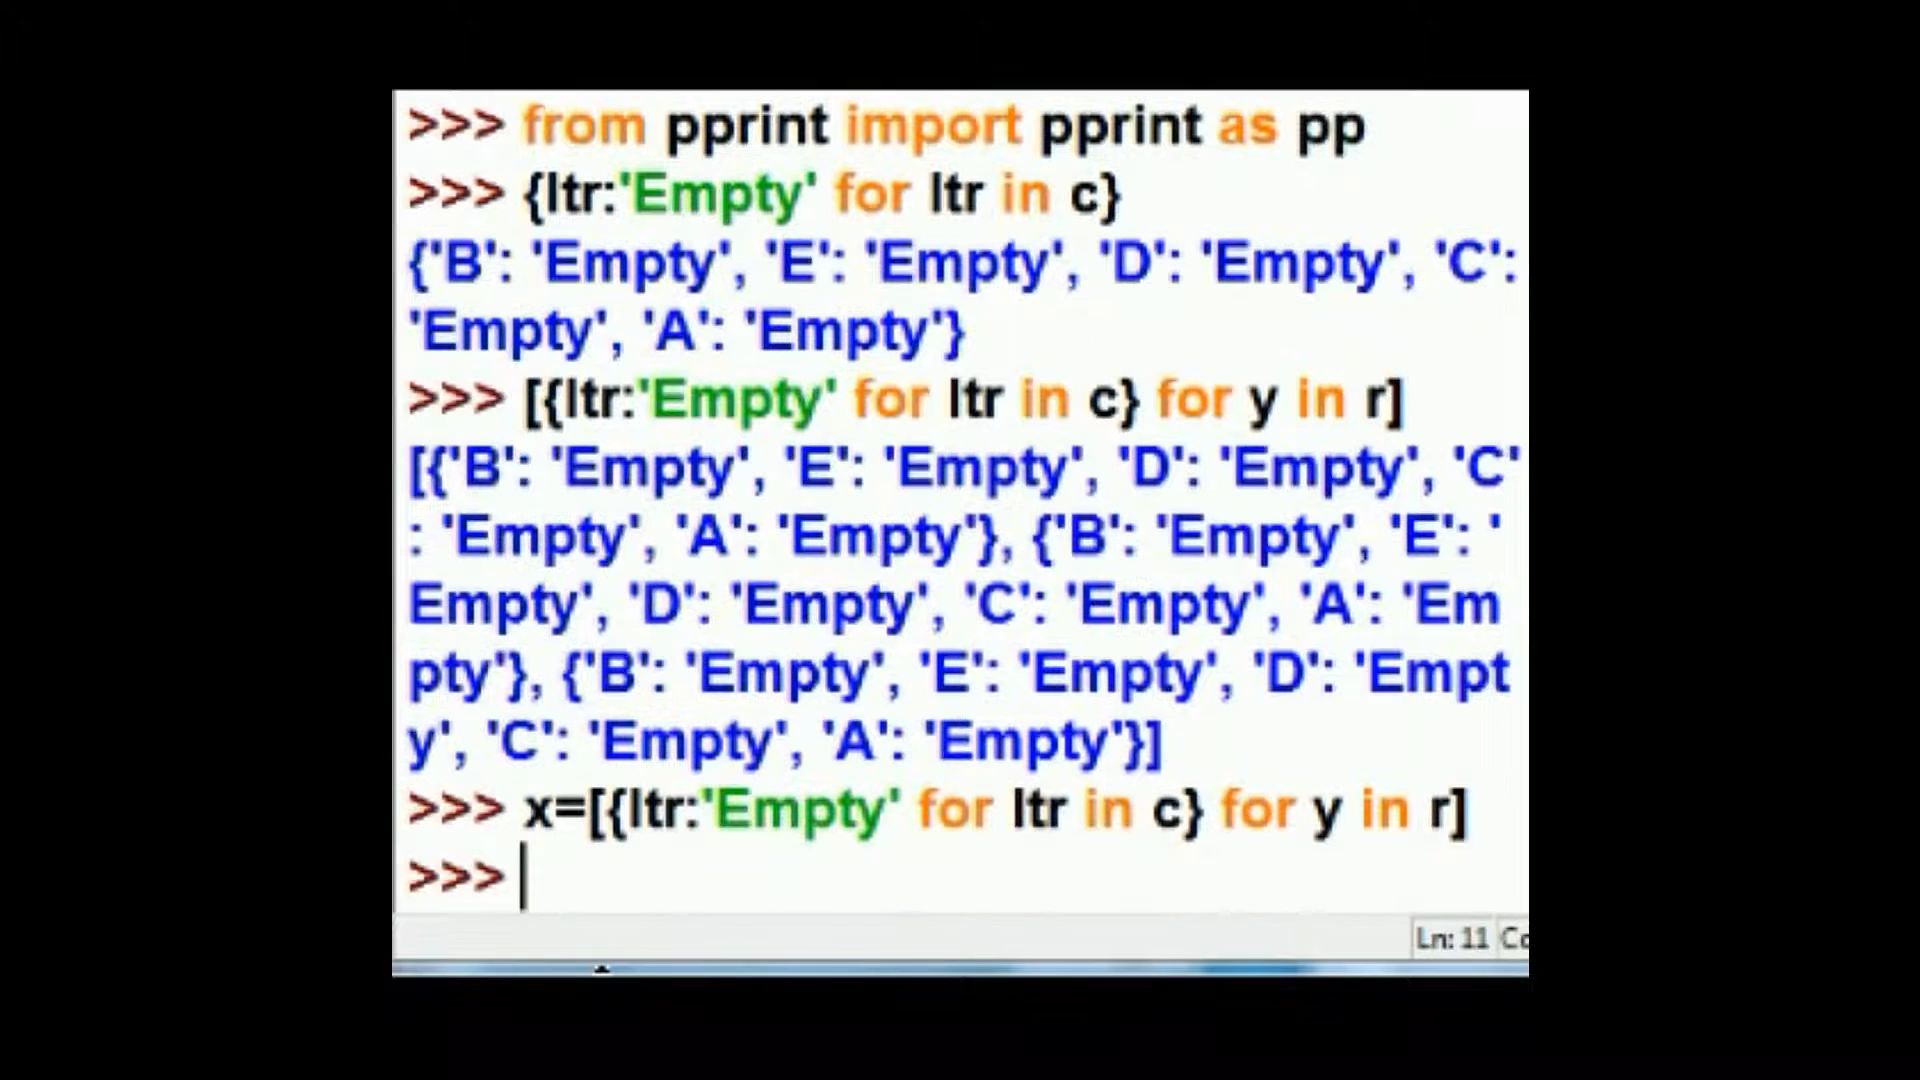 >>> from pprint import pprint as pp
>>> {ltr:'Empty' for ltr in c}
{'B': 'Empty', 'E': 'Empty', 'D': 'Empty', 'C':
'Empty', 'A': 'Empty'}
>>> [{ltr:'Empty' for ltr in c} for y in r]
[{'B': 'Empty', 'E': 'Empty', 'D': 'Empty', 'C'
: 'Empty', 'A': 'Empty'}, {'B': 'Empty', 'E': '
Empty', 'D': 'Empty', 'C': 'Empty', 'A': 'Em
pty'}, {'B': 'Empty', 'E': 'Empty', 'D': 'Empt
y', 'C': 'Empty', 'A': 'Empty'}]
>>> x=[{ltr:'Empty' for ltr in c} for y in r]
>>>
Ln: 11 Co